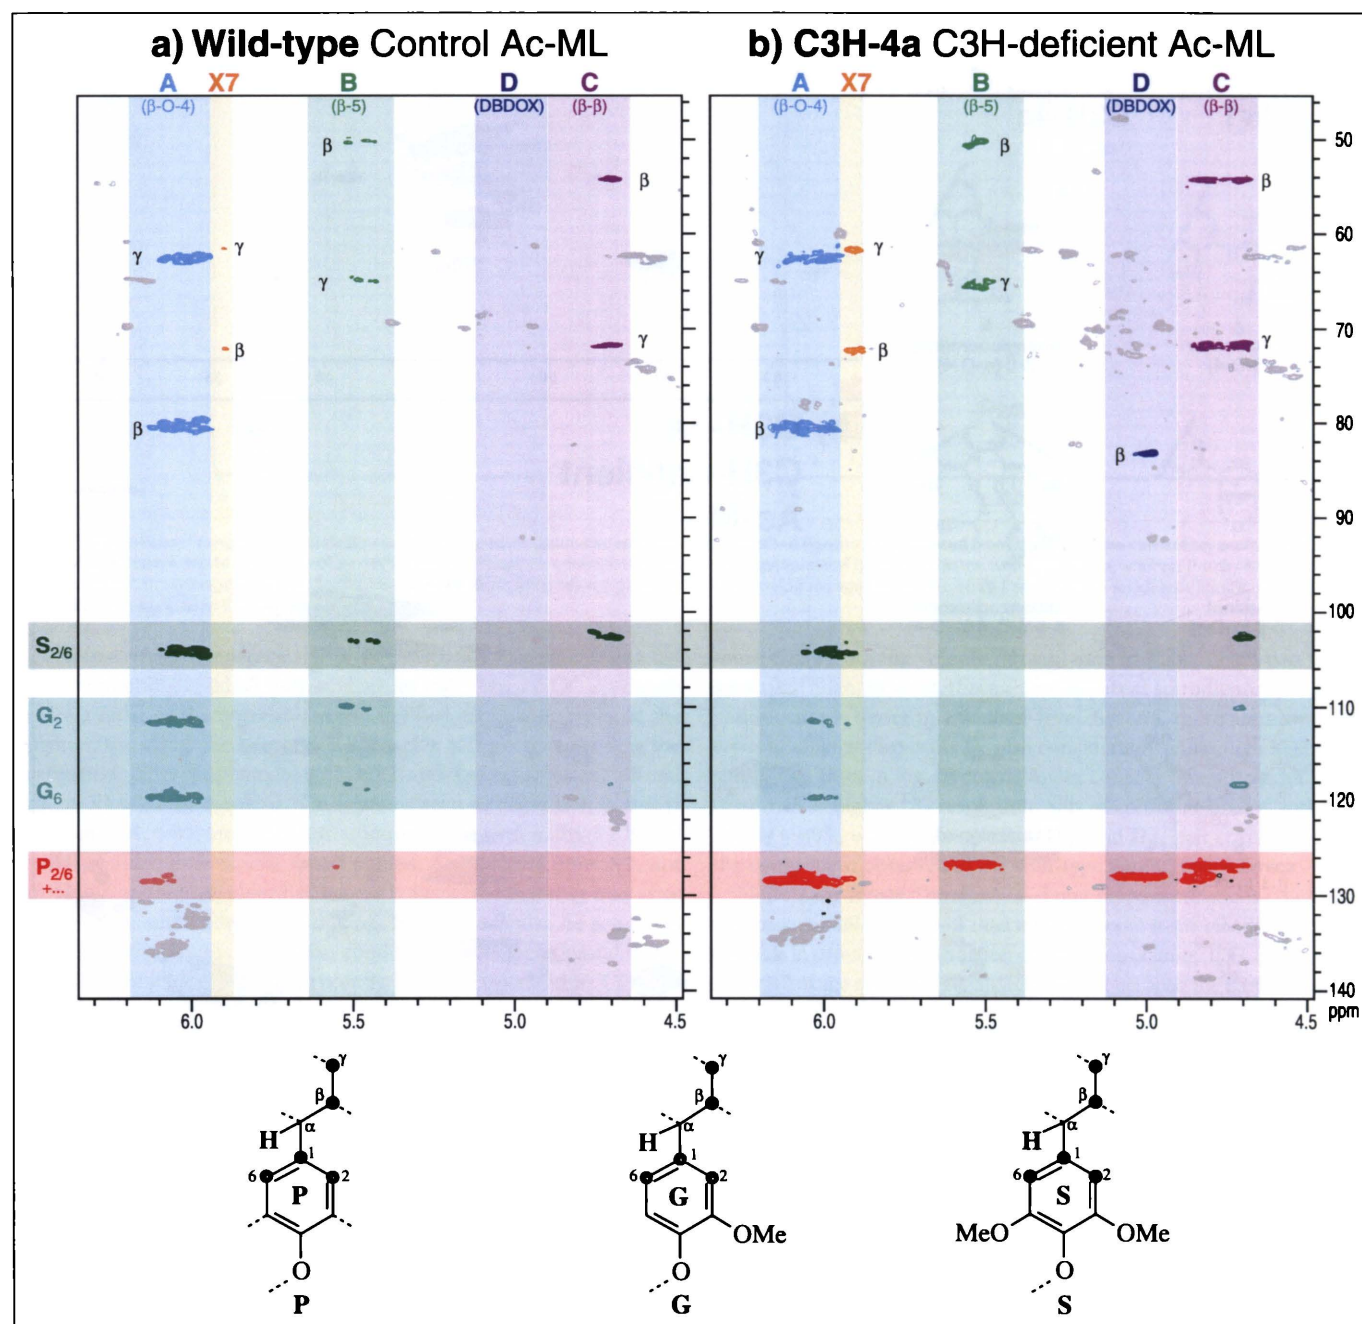 a) Wild-type Control Ac-ML
b) C3H-4a C3H-deficient Ac-ML
A X7 B D C
(β-O-4) (β-5) (DBDOX) (β-β)
A X7 B D C
(β-O-4) (β-5) (DBDOX) (β-β)
β
β
γ
γ
γ
β
γ
β
β
β
γ
γ
γ
β
γ
β
β
β
S2/6
G2
G6
P2/6
+...
50
60
70
80
90
100
110
120
130
140
ppm
6.0 5.5 5.0 4.5
6.0 5.5 5.0 4.5
γ
β
α
H
1
6
2
P
O
P
γ
β
α
H
1
6
2
G
OMe
O
G
γ
β
α
H
1
6
2
S
MeO
OMe
O
S